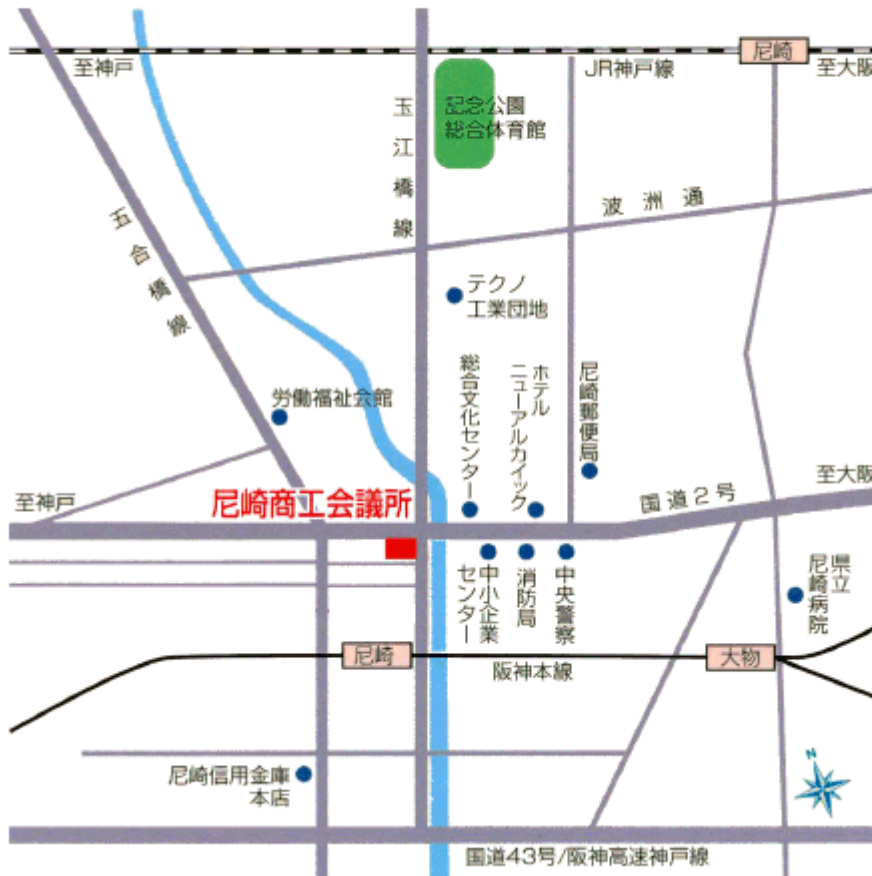 尼崎
至神戸
JR神戸線
至大阪
玉江橋線
記念公園
総合体育館
波洲通
五合橋線
テクノ
工業団地
総合文化センター
ホテル
ニューアルカイック
尼崎郵便局
労働福祉会館
至神戸
尼崎商工会議所
国道2号
至大阪
中小企業
センター
消防局
中央警察
県立
尼崎病院
尼崎
阪神本線
大物
N
尼崎信用金庫
本店
国道43号/阪神高速神戸線